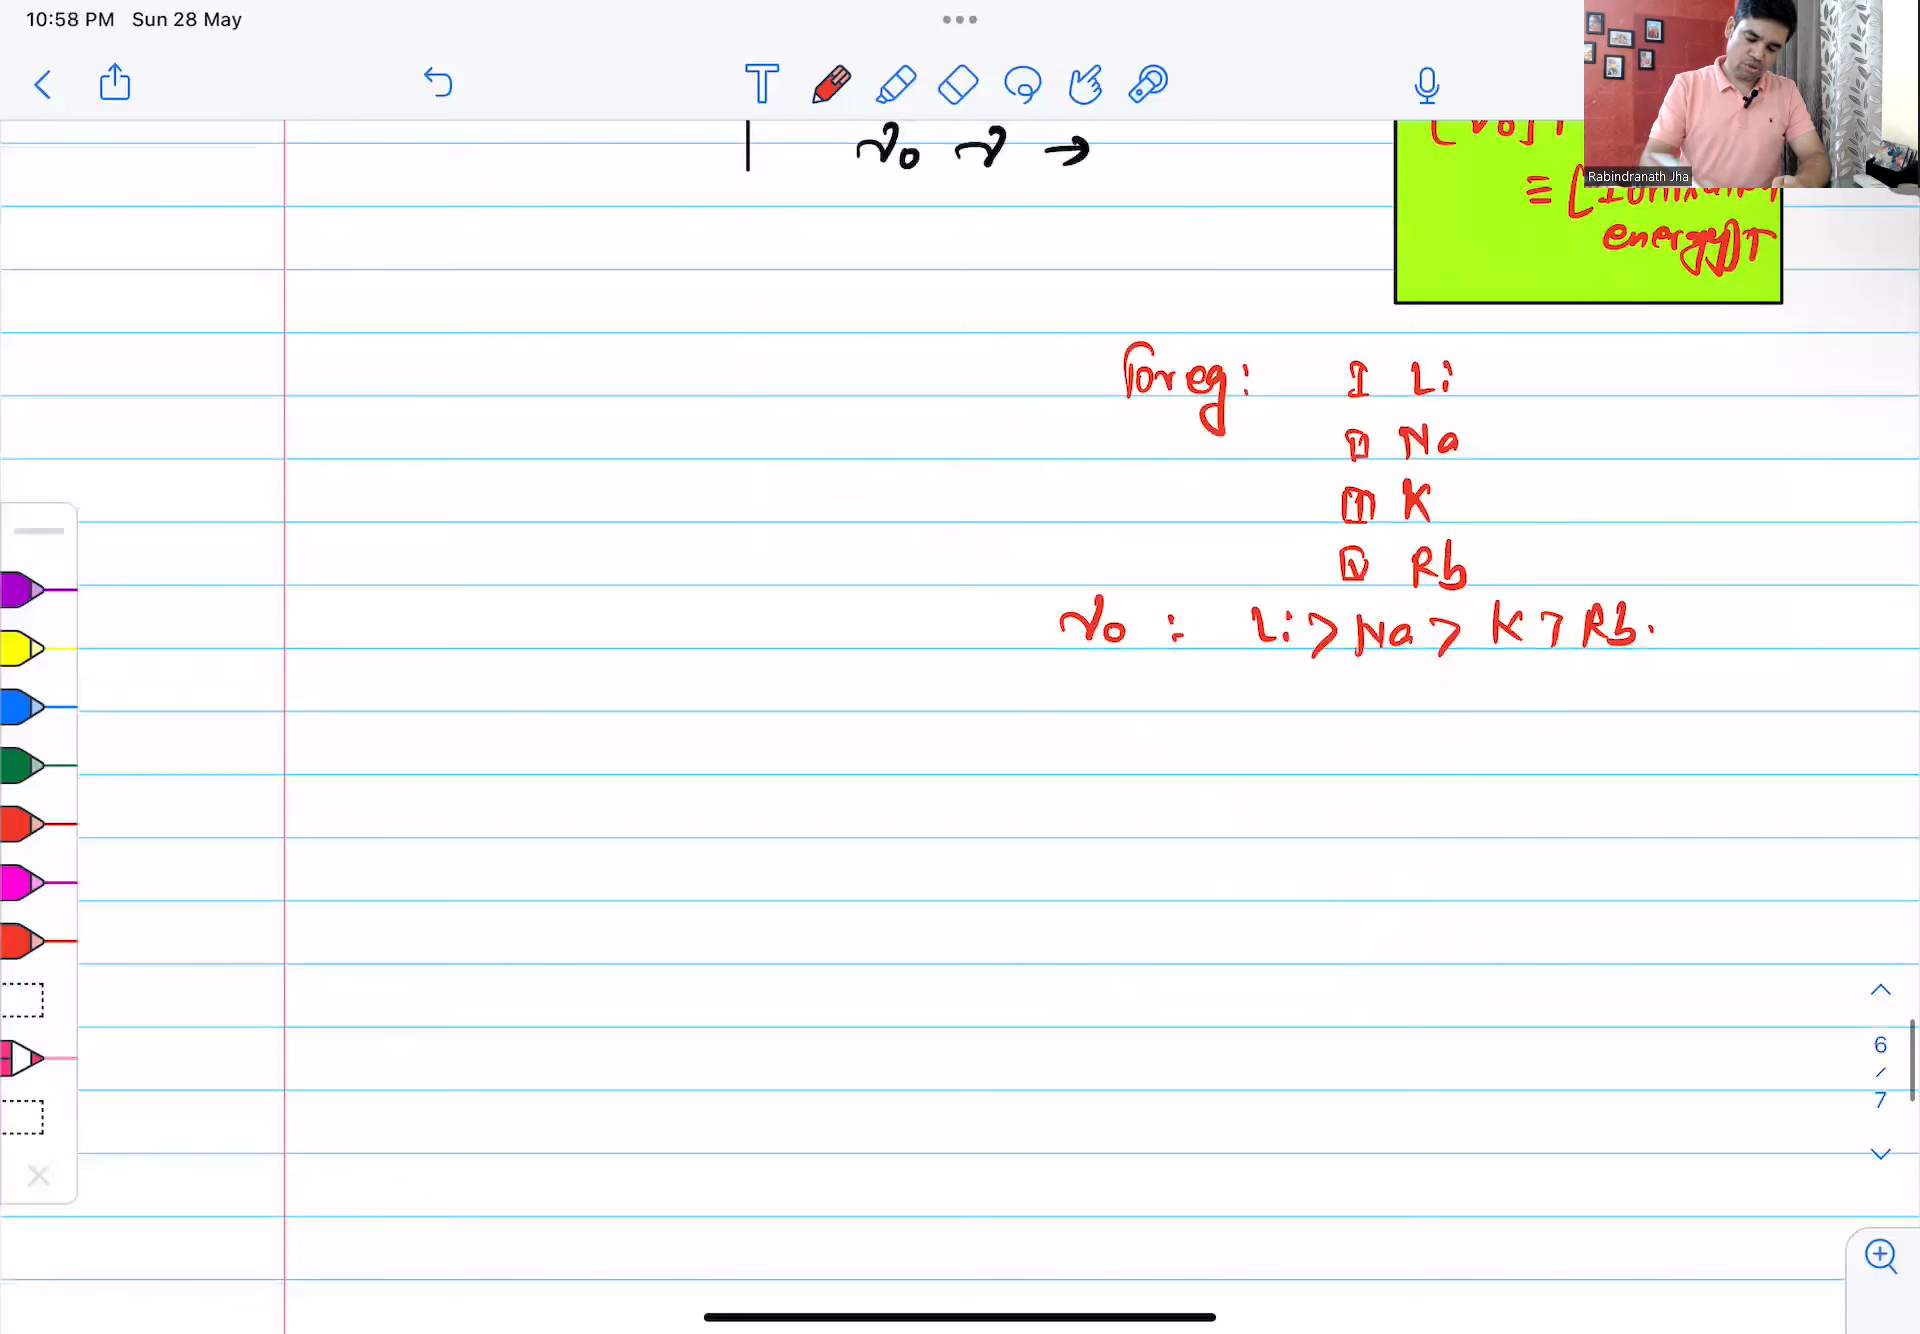 10:58 PM Sun 28 May
ν₀ ν →
Rabindranath Jha
energy)↑
For eg: I Li
II Na
III K
IV Rb
ν₀ : Li > Na > K > Rb.
6
/
7